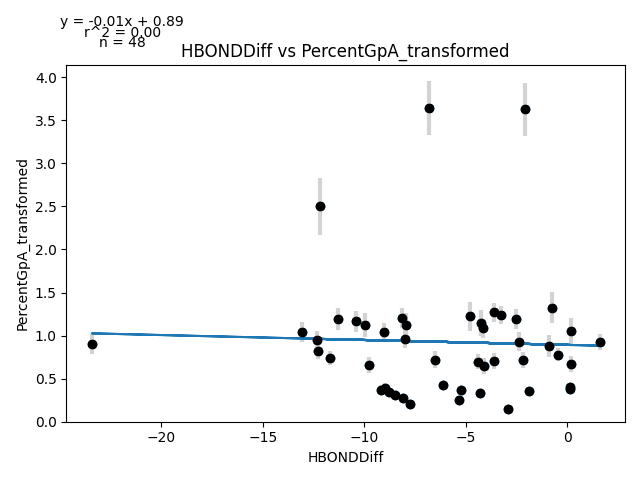 y = -0.01x + 0.89
r^2 = 0.00
n = 48
HBONDDiff vs PercentGpA_transformed
PercentGpA_transformed
4.0
3.5
3.0
2.5
2.0
1.5
1.0
0.5
0.0
−20
−15
−10
−5
0
HBONDDiff